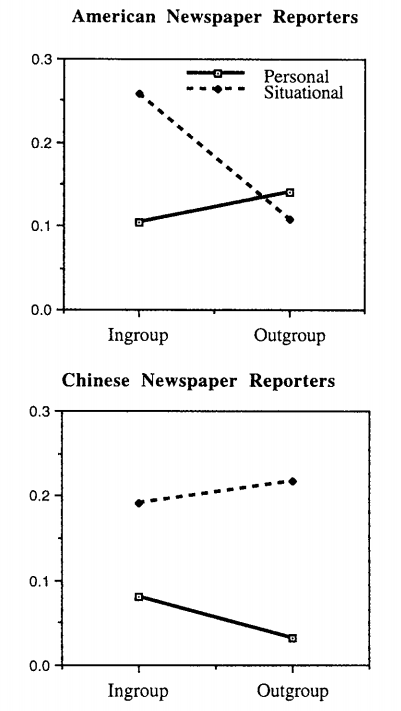 American Newspaper Reporters
0.3
Personal
Situational
0.2
0.1
0.0
Ingroup Outgroup
Chinese Newspaper Reporters
0.3
0.2
0.1
0.0
Ingroup Outgroup